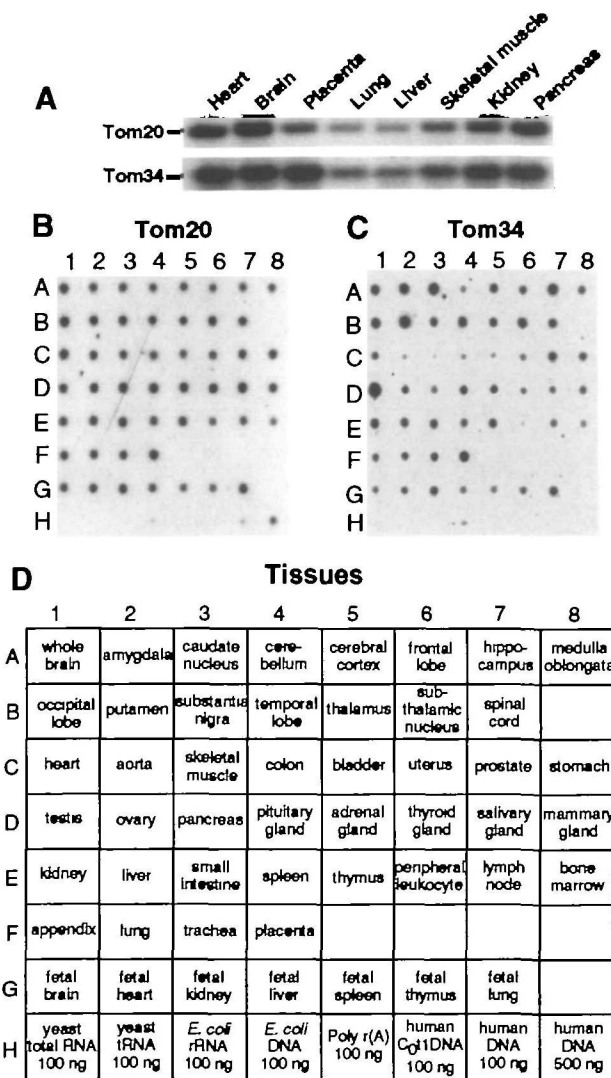 A
Heart Brain Placenta Lung Liver Skeletal muscle Kidney Pancreas
Tom20
Tom34
B Tom20
1 2 3 4 5 6 7 8
A
B
C
D
E
F
G
H
C Tom34
1 2 3 4 5 6 7 8
A
B
C
D
E
F
G
H
D Tissues
1 2 3 4 5 6 7 8
A
whole
brain
amygdala
caudate
nucleus
cere-
bellum
cerebral
cortex
frontal
lobe
hippo-
campus
medulla
oblongata
B
occipital
lobe
putamen
substantia
nigra
temporal
lobe
thalamus
sub-
thalamic
nucleus
spinal
cord
C
heart
aorta
skeletal
muscle
colon
bladder
uterus
prostate
stomach
D
testis
ovary
pancreas
pituitary
gland
adrenal
gland
thyroid
gland
salivary
gland
mammary
gland
E
kidney
liver
small
intestine
spleen
thymus
peripheral
leukocyte
lymph
node
bone
marrow
F
appendix
lung
trachea
placenta
G
fetal
brain
fetal
heart
fetal
kidney
fetal
liver
fetal
spleen
fetal
thymus
fetal
lung
H
yeast
total RNA
100 ng
yeast
tRNA
100 ng
E. coli
rRNA
100 ng
E. coli
DNA
100 ng
Poly r(A)
100 ng
human
C₀t1DNA
100 ng
human
DNA
100 ng
human
DNA
500 ng